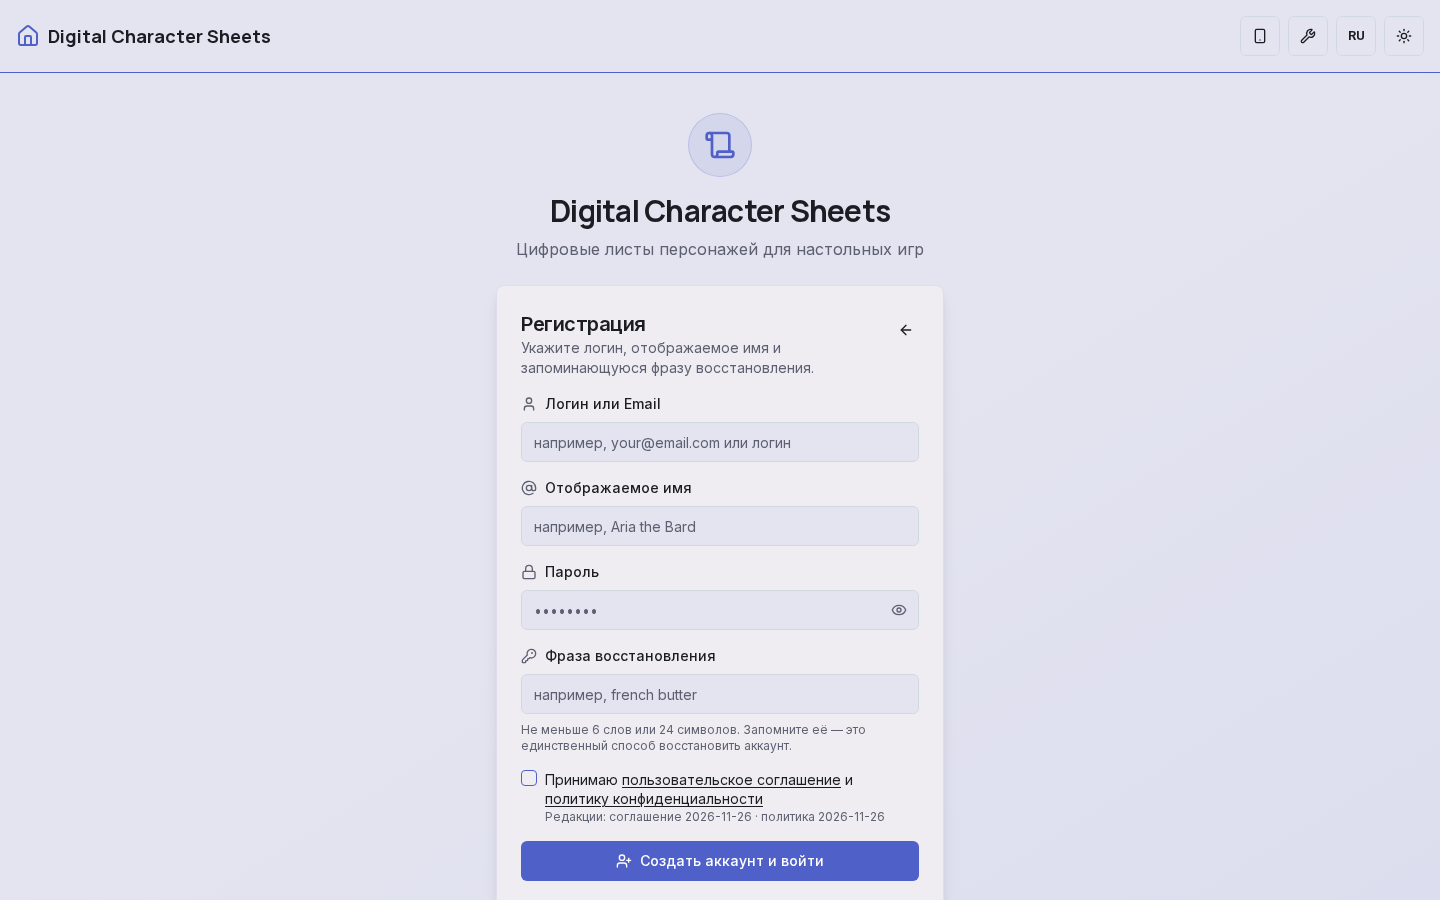 Digital Character Sheets
RU
Digital Character Sheets
Цифровые листы персонажей для настольных игр
Регистрация
Укажите логин, отображаемое имя и
запоминающуюся фразу восстановления.
Логин или Email
например, your@email.com или логин
Отображаемое имя
например, Aria the Bard
Пароль
••••••••
Фраза восстановления
например, french butter
Не меньше 6 слов или 24 символов. Запомните её — это
единственный способ восстановить аккаунт.
Принимаю пользовательское соглашение и
политику конфиденциальности
Редакции: соглашение 2026-11-26 · политика 2026-11-26
Создать аккаунт и войти